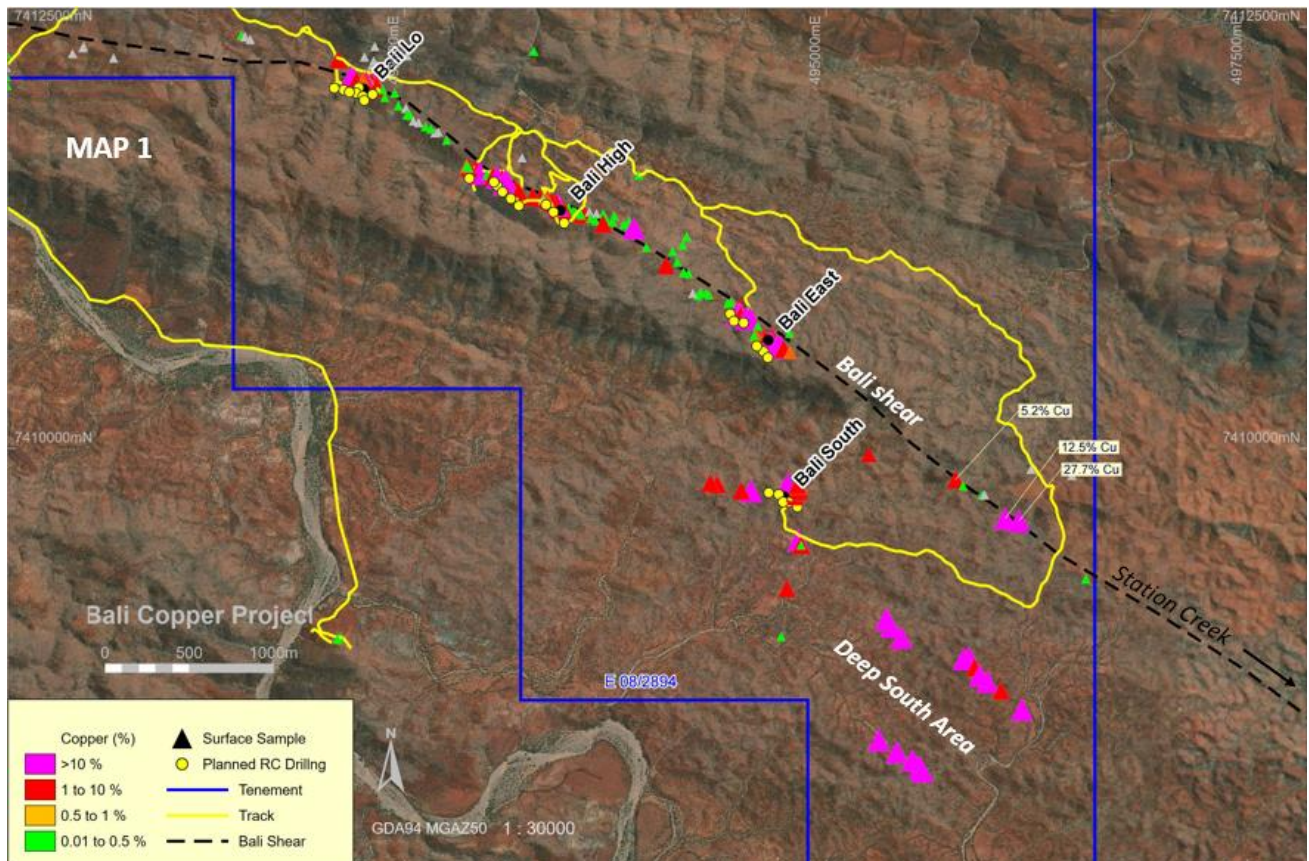 7412500mN
7412500mN
495000mE
497500mE
Bali Lo
MAP 1
Bali High
Bali East
Bali shear
5.2% Cu
7410000mN
7410000mN
12.5% Cu
27.7% Cu
Bali South
Station Creek
Bali Copper Project
0 500 1000m
Deep South Area
E 08/2894
N
Copper (%)
>10 %
1 to 10 %
0.5 to 1 %
0.01 to 0.5 %
Surface Sample
Planned RC Drillng
Tenement
Track
Bali Shear
GDA94 MGAZ50 1 : 30000